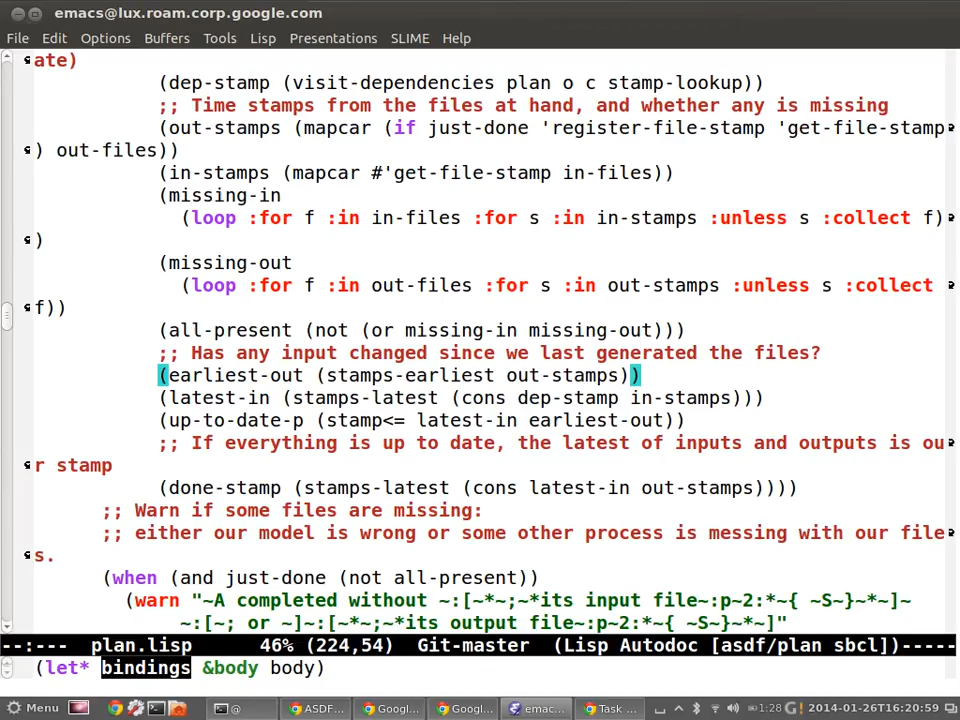 emacs@lux.roam.corp.google.com
File Edit Options Buffers Tools Lisp Presentations SLIME Help
ate)
(dep-stamp (visit-dependencies plan o c stamp-lookup))
;; Time stamps from the files at hand, and whether any is missing
(out-stamps (mapcar (if just-done 'register-file-stamp 'get-file-stamp
) out-files))
(in-stamps (mapcar #'get-file-stamp in-files))
(missing-in
(loop :for f :in in-files :for s :in in-stamps :unless s :collect f)
)
(missing-out
(loop :for f :in out-files :for s :in out-stamps :unless s :collect
f))
(all-present (not (or missing-in missing-out)))
;; Has any input changed since we last generated the files?
(earliest-out (stamps-earliest out-stamps))
(latest-in (stamps-latest (cons dep-stamp in-stamps)))
(up-to-date-p (stamp<= latest-in earliest-out))
;; If everything is up to date, the latest of inputs and outputs is ou
r stamp
(done-stamp (stamps-latest (cons latest-in out-stamps))))
;; Warn if some files are missing:
;; either our model is wrong or some other process is messing with our file
s.
(when (and just-done (not all-present))
(warn "~A completed without ~:[~*~;~*its input file~:p~2:*~{ ~S~}~*~]~
~:[~; or ~]~:[~*~;~*its output file~:p~2:*~{ ~S~}~*~]"
--:--- plan.lisp 46% (224,54) Git-master (Lisp Autodoc [asdf/plan sbcl])-----
(let* bindings &body body)
Menu @ ASDF... Googl... Googl... emac... Task ... 1:28 2014-01-26T16:20:59